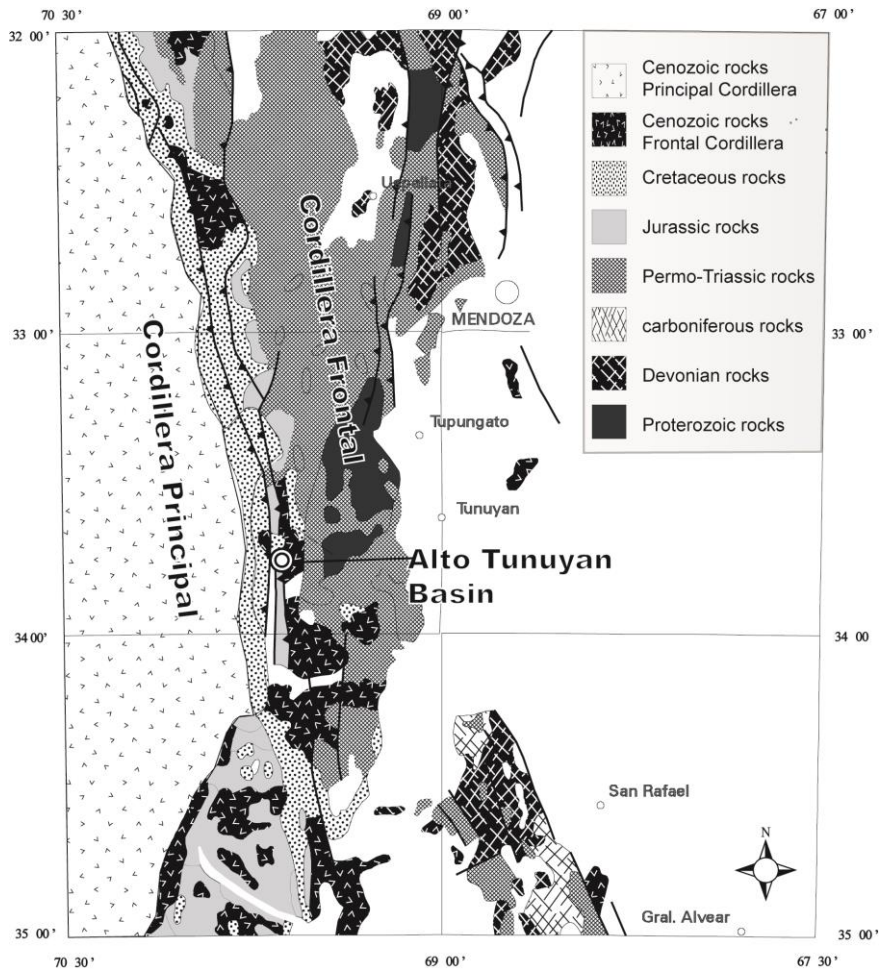 70 30'
69 00'
67 00'
32 00'
Cenozoic rocks
Principal Cordillera
Cenozoic rocks
Frontal Cordillera
Cretaceous rocks
Jurassic rocks
Permo-Triassic rocks
carboniferous rocks
Devonian rocks
Proterozoic rocks
Uspallata
Cordillera Frontal
Cordillera Principal
33 00'
MENDOZA
33 00'
Tupungato
Tunuyan
Alto Tunuyan
Basin
34 00'
34 00
San Rafael
N
Gral. Alvear
35 00'
35 00'
70 30'
69 00'
67 30'